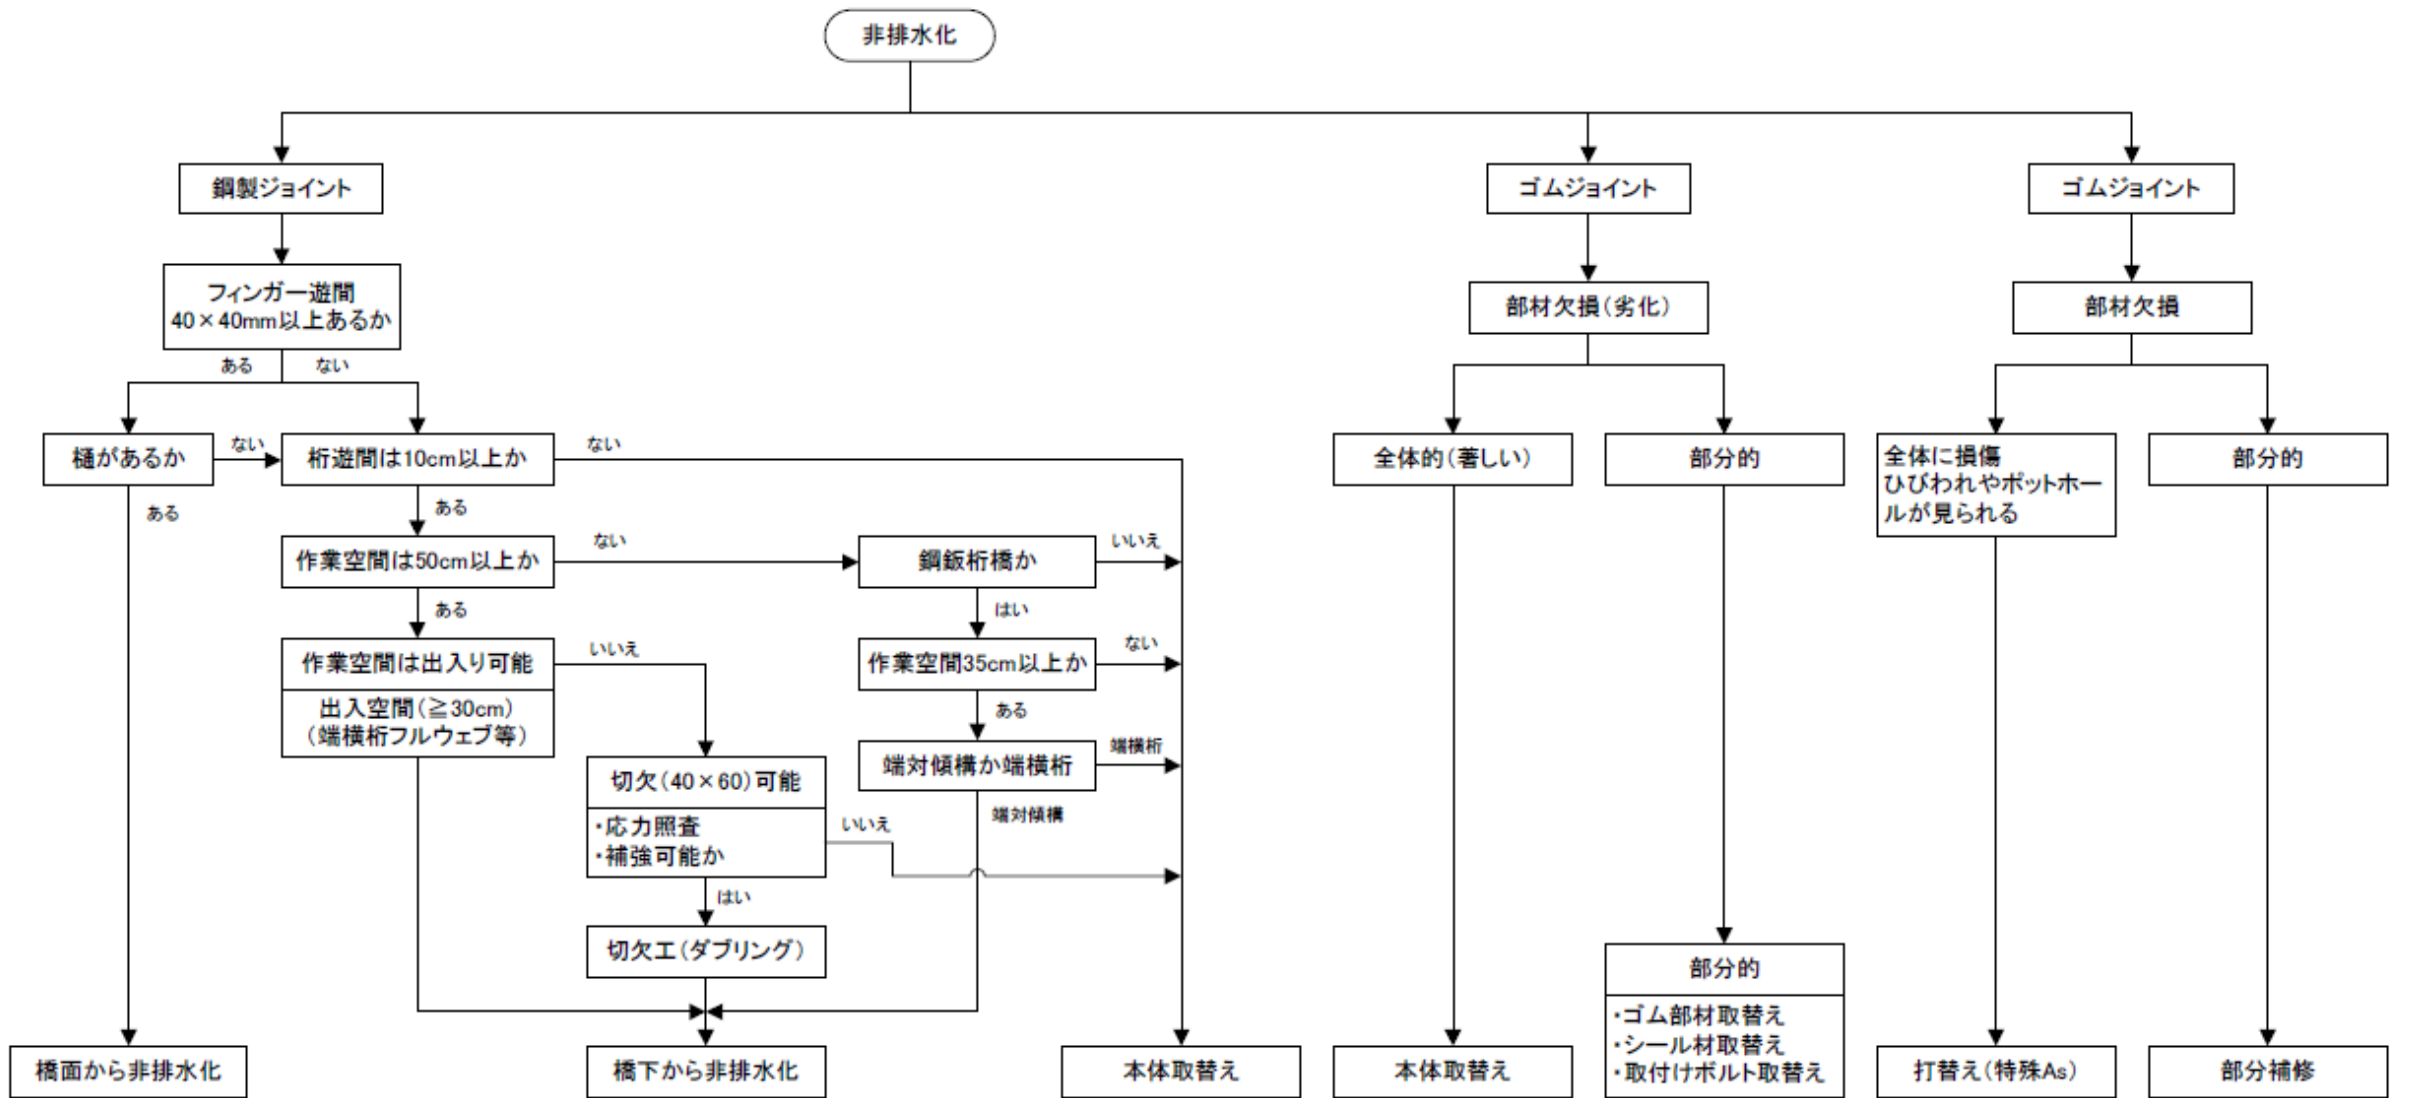 非排水化
鋼製ジョイント
ゴムジョイント
ゴムジョイント
フィンガー遊間
40×40mm以上あるか
部材欠損(劣化)
部材欠損
ある
ない
樋があるか
ない
桁遊間は10cm以上か
ない
全体的(著しい)
部分的
全体に損傷
ひびわれやポットホー
ルが見られる
部分的
ある
ある
作業空間は50cm以上か
ない
鋼鈑桁橋か
いいえ
ある
はい
作業空間は出入り可能
いいえ
作業空間35cm以上か
ない
出入空間(≧30cm)
(端横桁フルウェブ等)
ある
切欠(40×60)可能
端対傾構か端横桁
端横桁
・応力照査
・補強可能か
いいえ
端対傾構
はい
切欠工(ダブリング)
部分的
・ゴム部材取替え
・シール材取替え
・取付けボルト取替え
橋面から非排水化
橋下から非排水化
本体取替え
本体取替え
打替え(特殊As)
部分補修